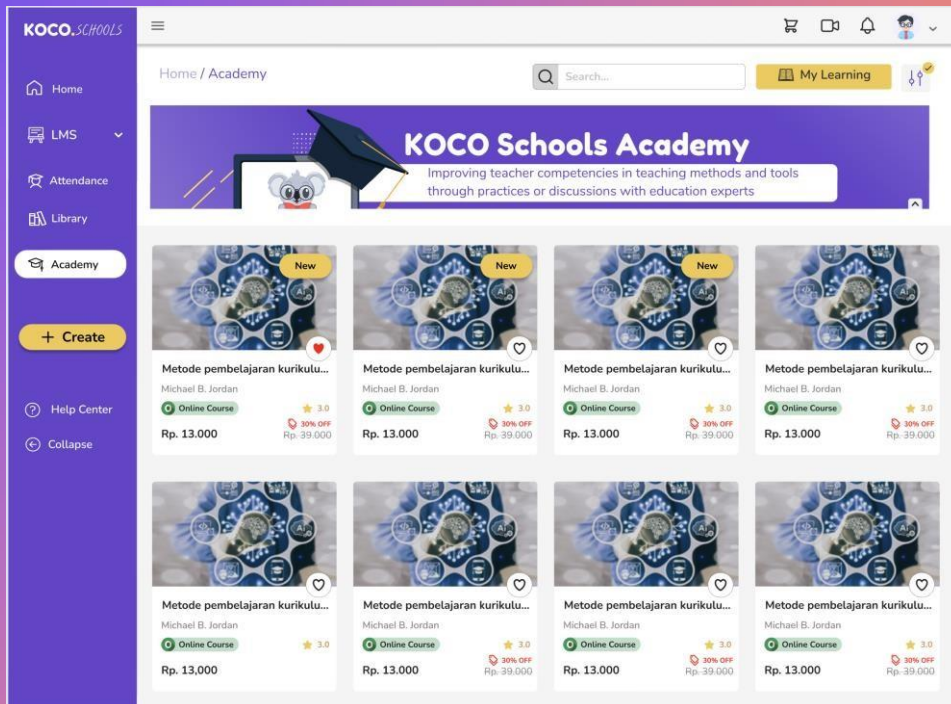 KOCO.SCHOOLS
Home
LMS
Attendance
Library
Academy
+ Create
Help Center
Collapse
Home / Academy
Search...
My Learning
KOCO Schools Academy
Improving teacher competencies in teaching methods and tools
through practices or discussions with education experts
New
Metode pembelajaran kurikulu...
Michael B. Jordan
Online Course
3.0
30% OFF
Rp. 13.000
Rp. 39.000
New
Metode pembelajaran kurikulu...
Michael B. Jordan
Online Course
3.0
30% OFF
Rp. 13.000
Rp. 39.000
New
Metode pembelajaran kurikulu...
Michael B. Jordan
Online Course
3.0
30% OFF
Rp. 13.000
Rp. 39.000
Metode pembelajaran kurikulu...
Michael B. Jordan
Online Course
3.0
30% OFF
Rp. 13.000
Rp. 39.000
Metode pembelajaran kurikulu...
Michael B. Jordan
Online Course
3.0
Rp. 13,000
Metode pembelajaran kurikulu...
Michael B. Jordan
Online Course
3.0
30% OFF
Rp. 13.000
Rp. 39.000
Metode pembelajaran kurikulu...
Michael B. Jordan
Online Course
3.0
30% OFF
Rp. 13.000
Rp. 39.000
Metode pembelajaran kurikulu...
Michael B. Jordan
Online Course
3.0
30% OFF
Rp. 13.000
Rp. 39.000